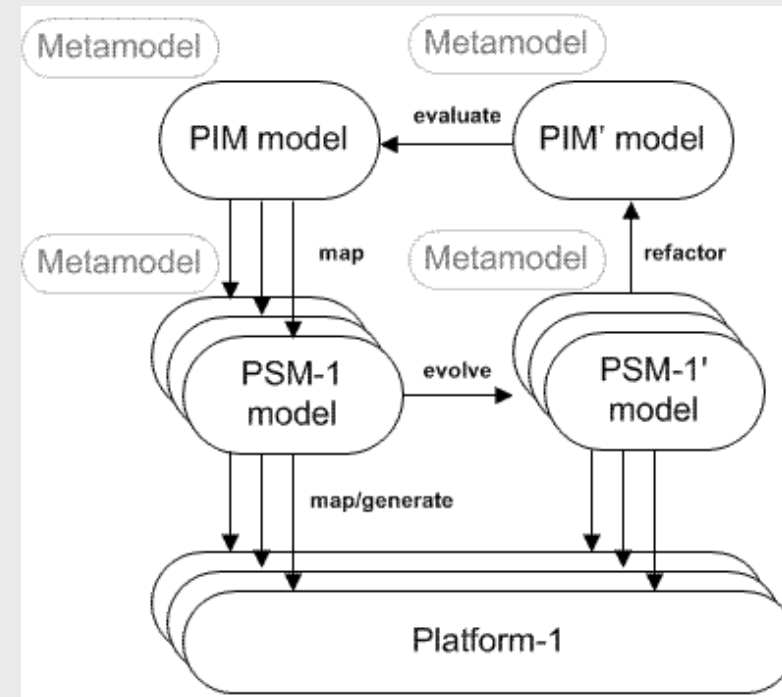 Metamodel
Metamodel
PIM model
evaluate
PIM' model
Metamodel
map
Metamodel
refactor
PSM-1
model
evolve
PSM-1'
model
map/generate
Platform-1